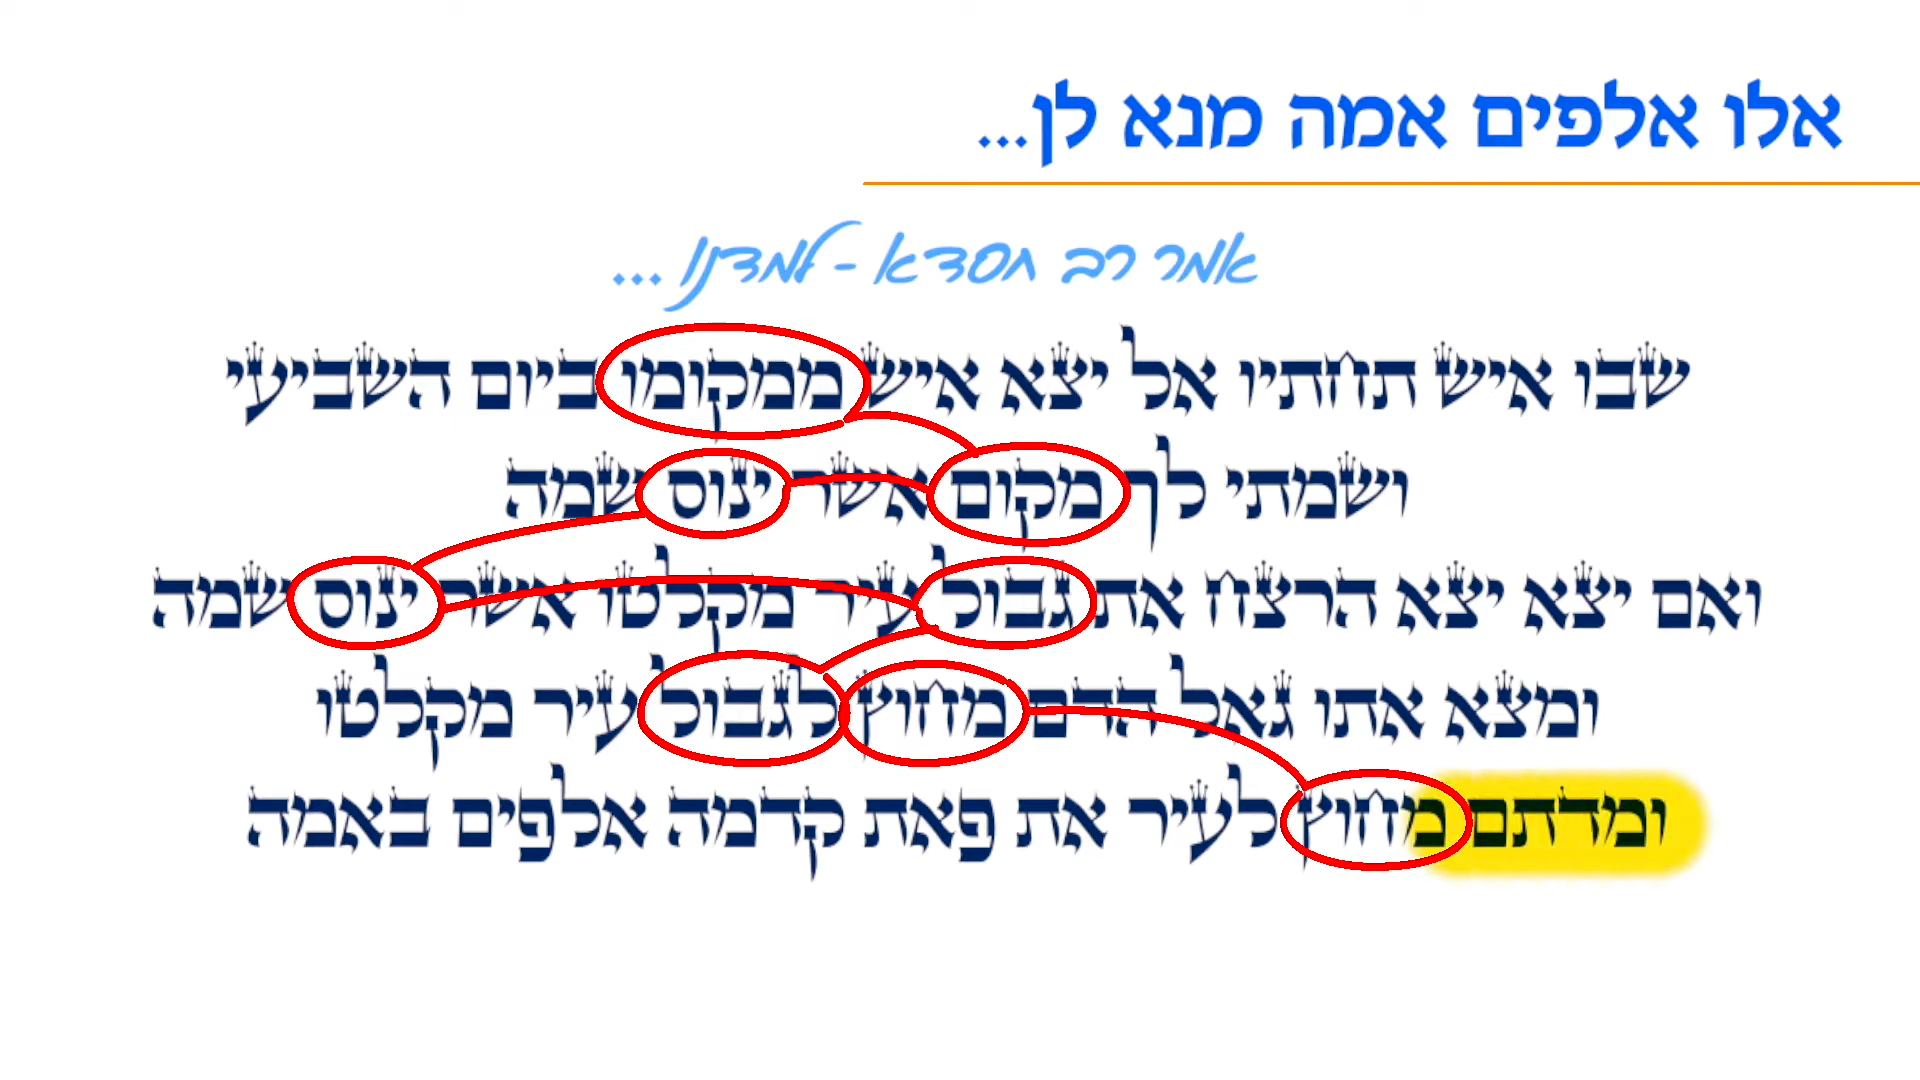 אלו אלפים אמה מנא לן...
אמר רב חסדא - למדנו ...
שבו איש תחתיו אל יצא איש ממקומו ביום השביעי
ושמתי לך מקום אשר ינוס שמה
ואם יצא יצא הרצח את גבול עיר מקלטו אשר ינוס שמה
ומצא אתו גאל הדם מחוץ לגבול עיר מקלטו
ומדתם מחוץ לעיר את פאת קדמה אלפים באמה